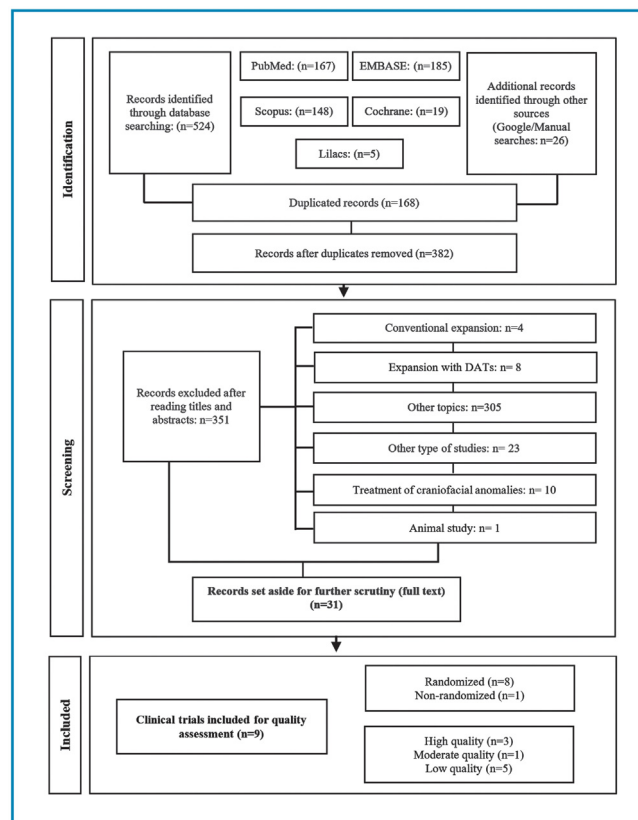 Identification
Records identified
through database
searching: (n=524)
PubMed: (n=167)
EMBASE: (n=185)
Scopus: (n=148)
Cochrane: (n=19)
Lilacs: (n=5)
Additional records
identified through other
sources
(Google/Manual
searches: n=26)
Duplicated records (n=168)
Records after duplicates removed (n=382)
Screening
Records excluded after
reading titles and
abstracts: n=351
Conventional expansion: n=4
Expansion with DATs: n= 8
Other topics: n=305
Other type of studies: n= 23
Treatment of craniofacial anomalies: n= 10
Animal study: n= 1
Records set aside for further scrutiny (full text)
(n=31)
Included
Clinical trials included for quality
assessment (n=9)
Randomized (n=8)
Non-randomized (n=1)
High quality (n=3)
Moderate quality (n=1)
Low quality (n=5)